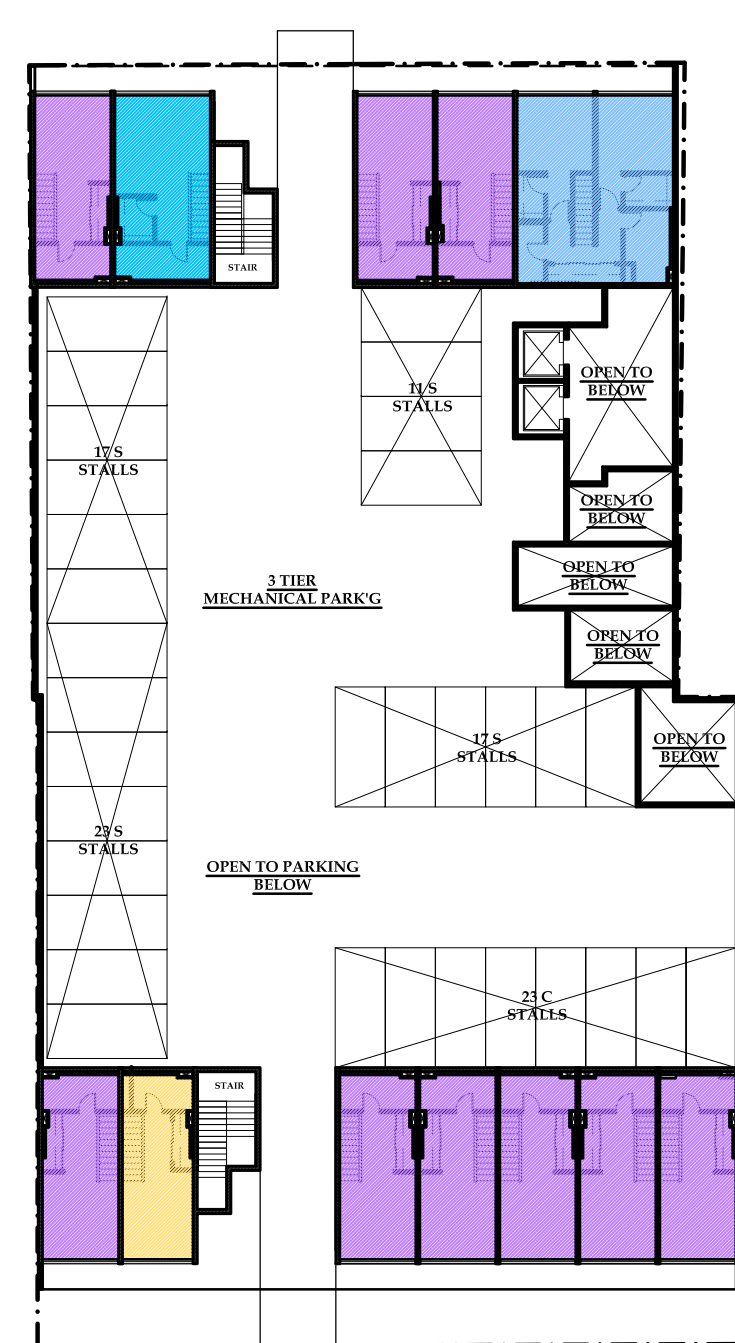 STAIR
OPEN TO
BELOW
11 S
STALLS
17 S
STALLS
OPEN TO
BELOW
OPEN TO
BELOW
3 TIER
MECHANICAL PARK'G
OPEN TO
BELOW
17 S
STALLS
OPEN TO
BELOW
23 S
STALLS
OPEN TO PARKING
BELOW
23 C
STALLS
STAIR